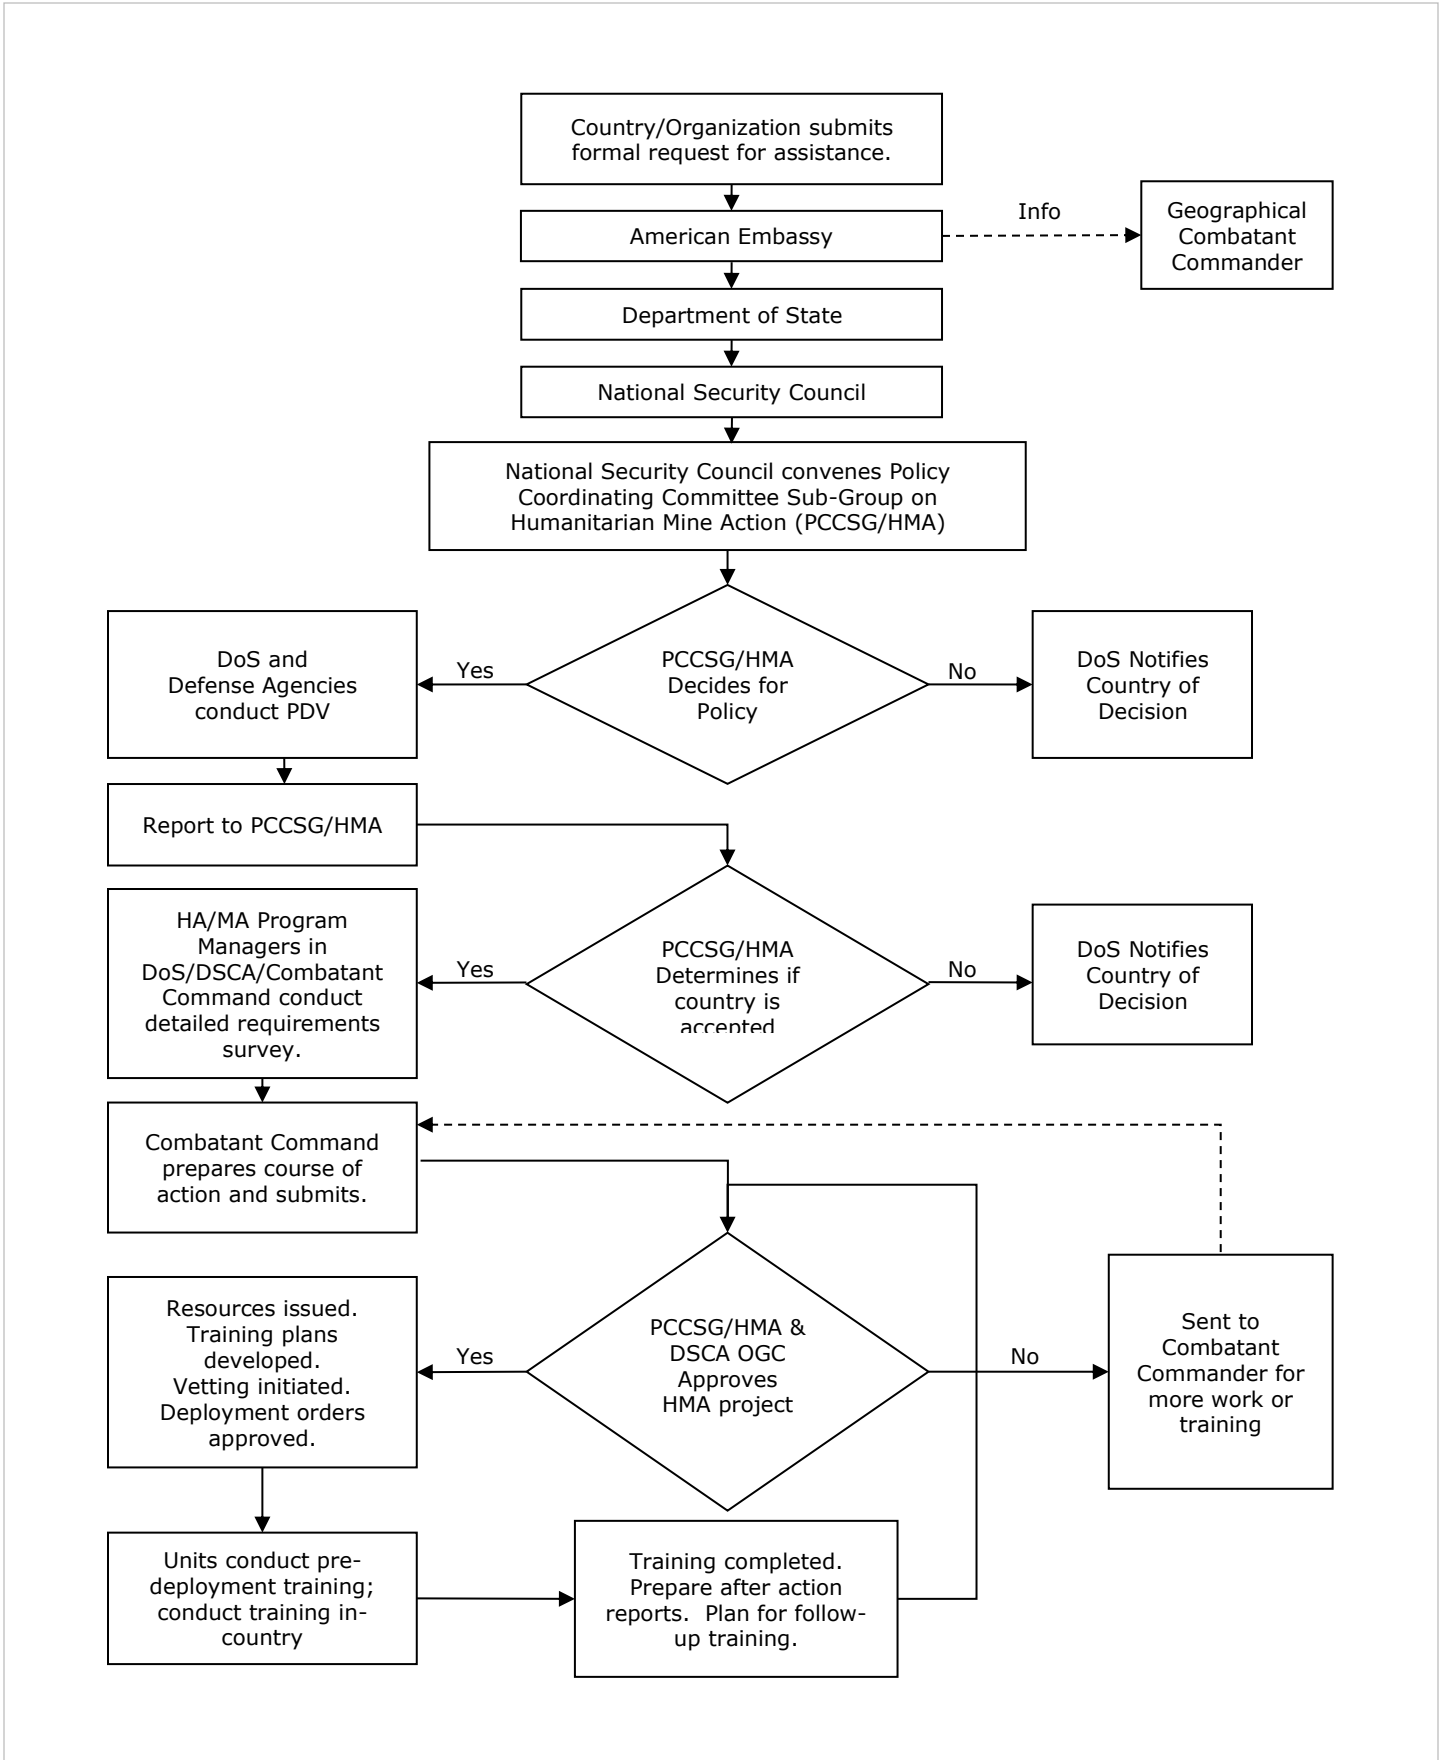 Country/Organization submits
formal request for assistance.
American Embassy
Info
Geographical
Combatant
Commander
Department of State
National Security Council
National Security Council convenes Policy
Coordinating Committee Sub-Group on
Humanitarian Mine Action (PCCSG/HMA)
DoS and
Defense Agencies
conduct PDV
Yes
PCCSG/HMA
Decides for
Policy
No
DoS Notifies
Country of
Decision
Report to PCCSG/HMA
HA/MA Program
Managers in
DoS/DSCA/Combatant
Command conduct
detailed requirements
survey.
Yes
PCCSG/HMA
Determines if
country is
accepted
No
DoS Notifies
Country of
Decision
Combatant Command
prepares course of
action and submits.
Resources issued.
Training plans
developed.
Vetting initiated.
Deployment orders
approved.
Yes
PCCSG/HMA &
DSCA OGC
Approves
HMA project
No
Sent to
Combatant
Commander for
more work or
training
Units conduct pre-
deployment training;
conduct training in-
country
Training completed.
Prepare after action
reports.  Plan for follow-
up training.